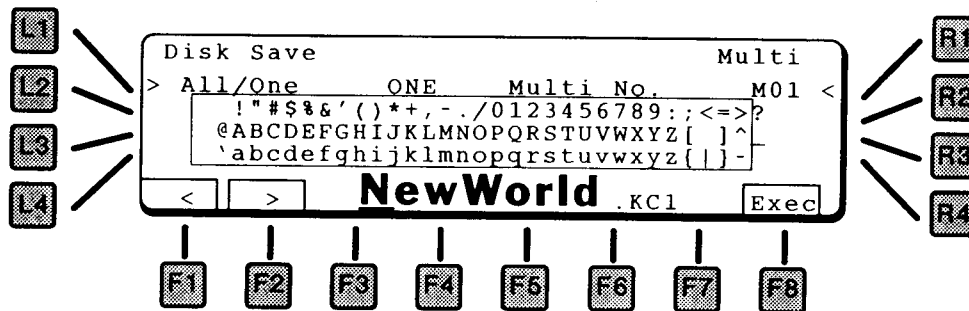 L1
R1
Disk Save Multi
L2
> All/One ONE Multi No. M01 <
R2
!"#$%&'()*+,-./0123456789:;<=>?
@ABCDEFGHIJKLMNOPQRSTUVWXYZ[ ]^_
L3
R3
`abcdefghijklmnopqrstuvwxyz{|}-
L4
< > NewWorld .KC1 Exec
R4
F1 F2 F3 F4 F5 F6 F7 F8